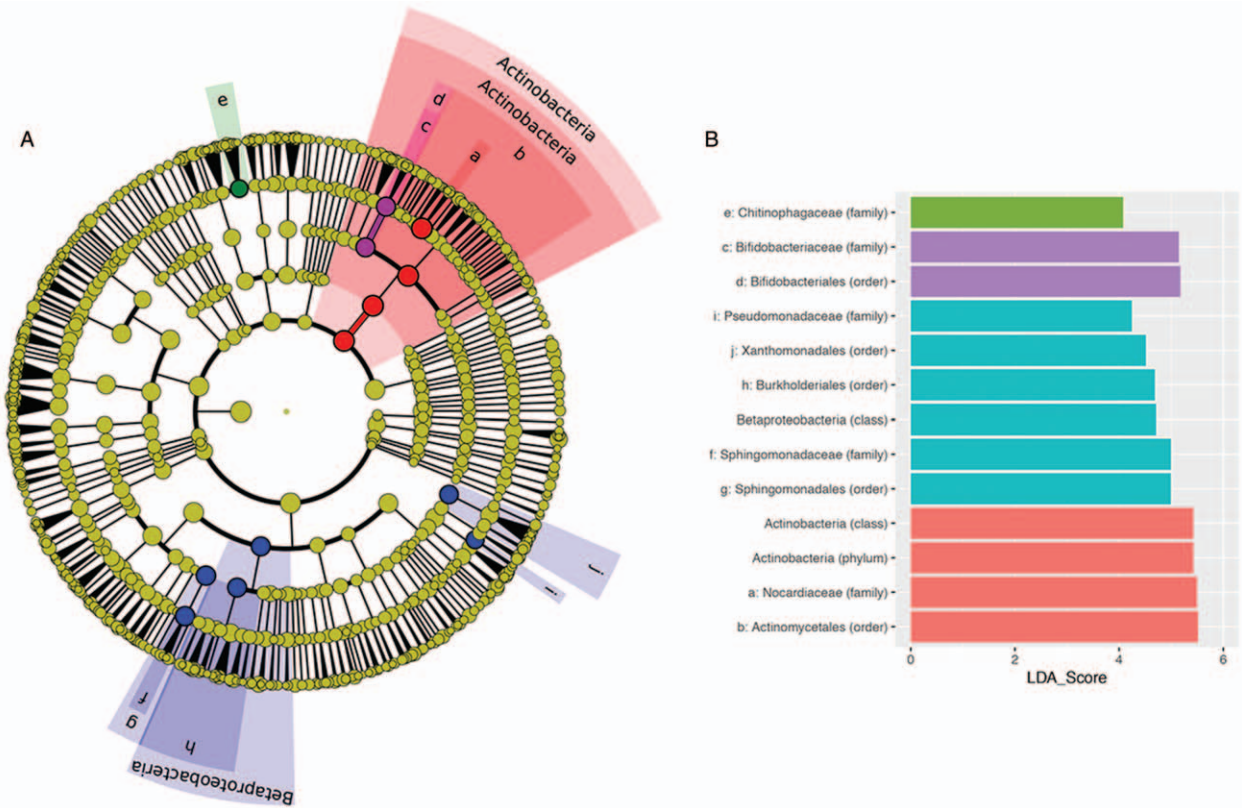 A
e
Actinobacteria
Actinobacteria
d
c
a
b
j
i
f
g
h
Betaproteobacteria
B
e: Chitinophagaceae (family)
c: Bifidobacteriaceae (family)
d: Bifidobacteriales (order)
i: Pseudomonadaceae (family)
j: Xanthomonadales (order)
h: Burkholderiales (order)
Betaproteobacteria (class)
f: Sphingomonadaceae (family)
g: Sphingomonadales (order)
Actinobacteria (class)
Actinobacteria (phylum)
a: Nocardiaceae (family)
b: Actinomycetales (order)
0 2 4 6
LDA_Score